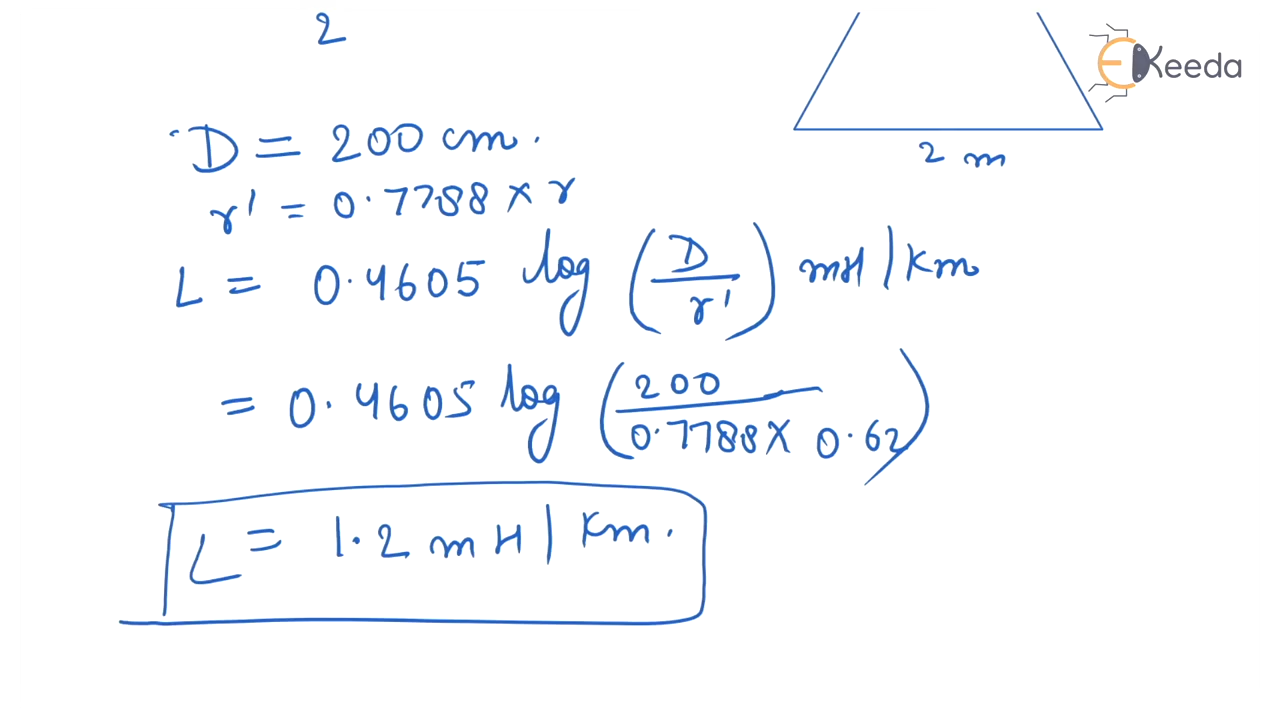 2
Keeda
2 m
D = 200 cm.
r' = 0.7788 × r
L = 0.4605 log (D / r') mH | km
= 0.4605 log (200 / 0.7788 × 0.62)
L = 1.2 mH | km.